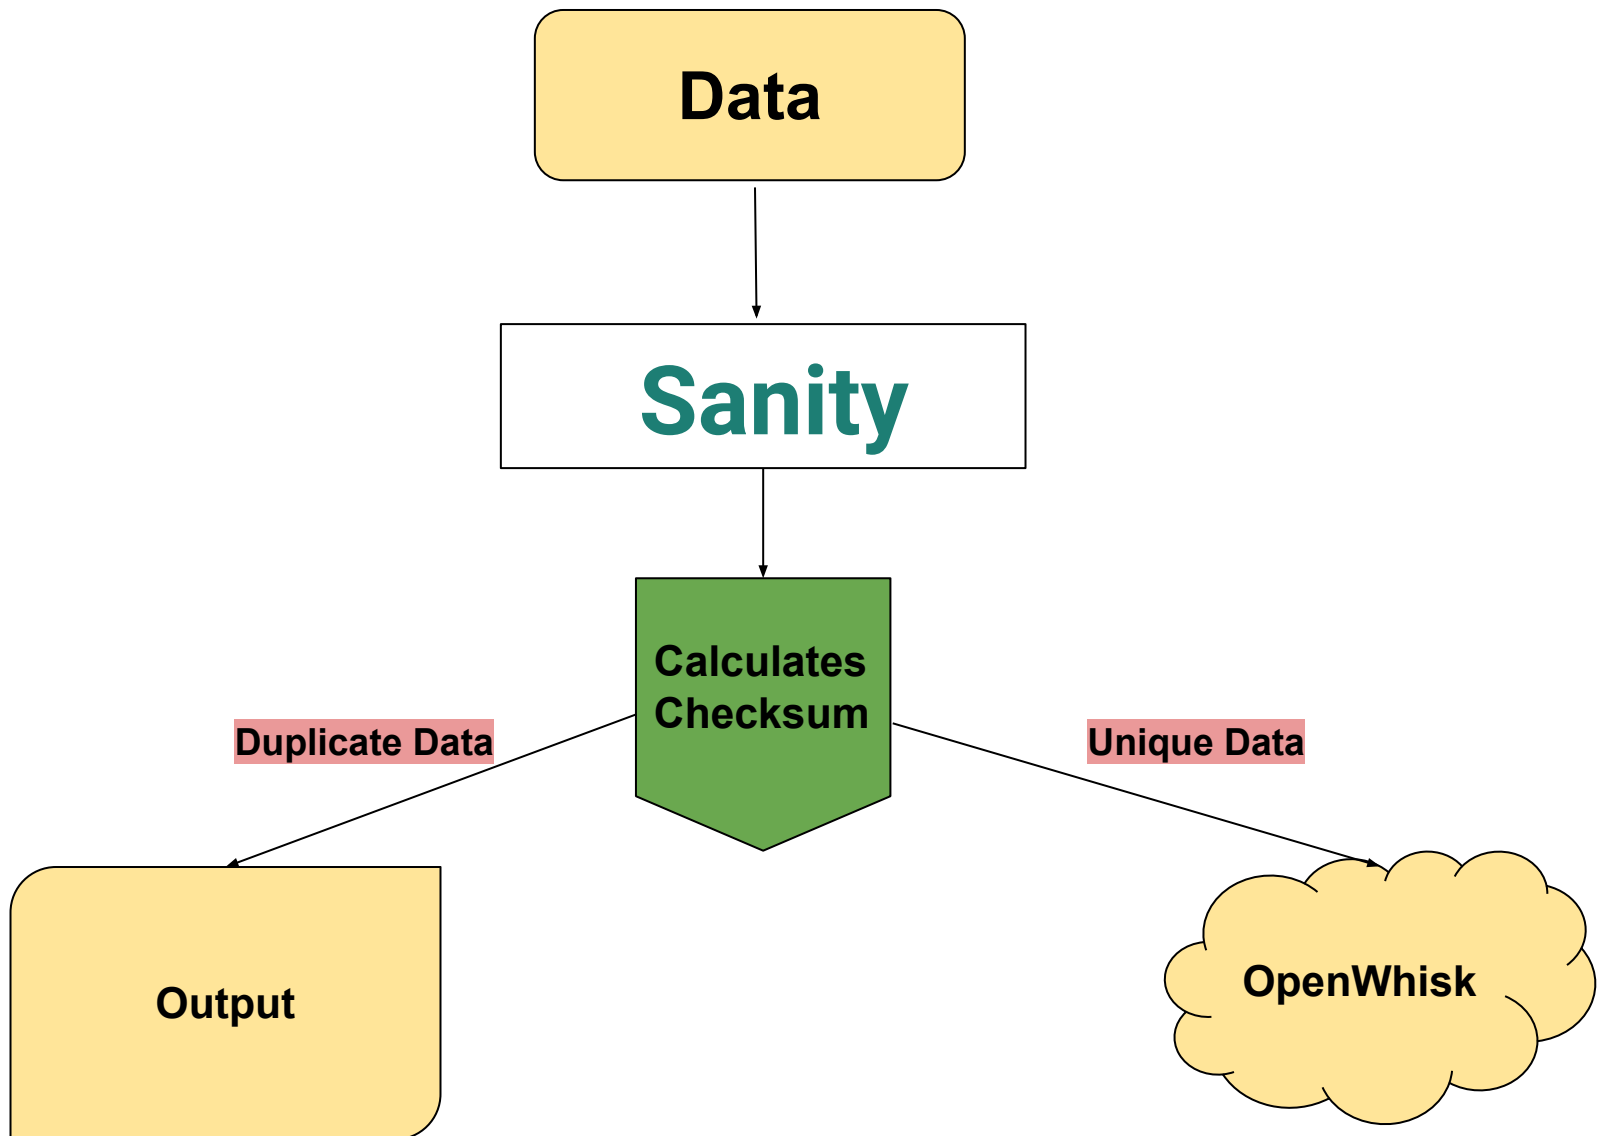 Data
Sanity
Calculates
Checksum
Duplicate Data
Unique Data
Output
OpenWhisk